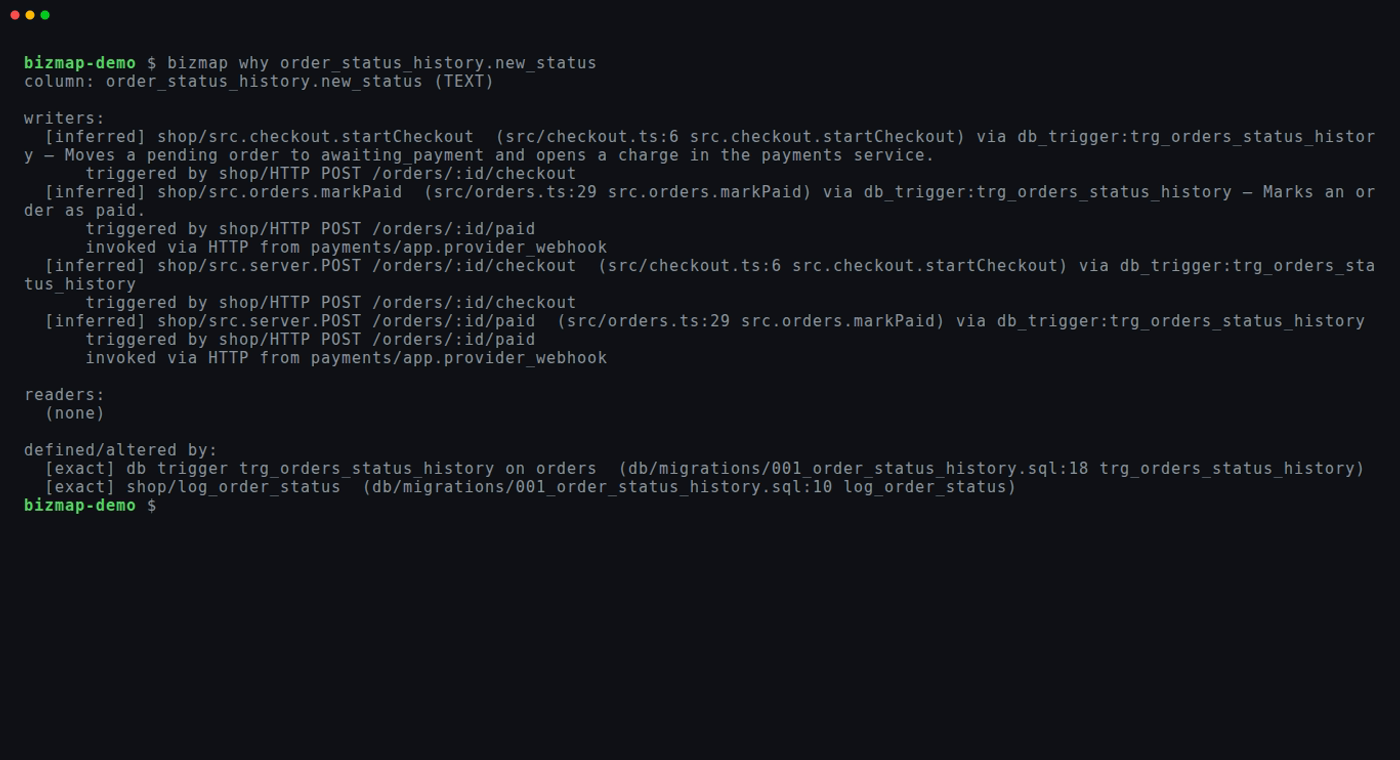 bizmap-demo $ bizmap why order_status_history.new_status
column: order_status_history.new_status (TEXT)
writers:
[inferred] shop/src.checkout.startCheckout (src/checkout.ts:6 src.checkout.startCheckout) via db_trigger:trg_orders_status_histor
y — Moves a pending order to awaiting_payment and opens a charge in the payments service.
triggered by shop/HTTP POST /orders/:id/checkout
[inferred] shop/src.orders.markPaid (src/orders.ts:29 src.orders.markPaid) via db_trigger:trg_orders_status_history — Marks an or
der as paid.
triggered by shop/HTTP POST /orders/:id/paid
invoked via HTTP from payments/app.provider_webhook
[inferred] shop/src.server.POST /orders/:id/checkout (src/checkout.ts:6 src.checkout.startCheckout) via db_trigger:trg_orders_sta
tus_history
triggered by shop/HTTP POST /orders/:id/checkout
[inferred] shop/src.server.POST /orders/:id/paid (src/orders.ts:29 src.orders.markPaid) via db_trigger:trg_orders_status_history
triggered by shop/HTTP POST /orders/:id/paid
invoked via HTTP from payments/app.provider_webhook
readers:
(none)
defined/altered by:
[exact] db trigger trg_orders_status_history on orders (db/migrations/001_order_status_history.sql:18 trg_orders_status_history)
[exact] shop/log_order_status (db/migrations/001_order_status_history.sql:10 log_order_status)
bizmap-demo $